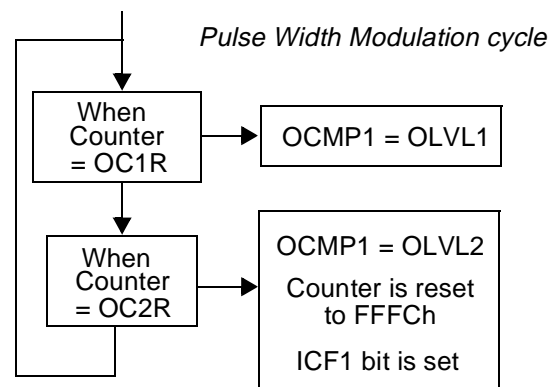 Pulse Width Modulation cycle
When
Counter
= OC1R
OCMP1 = OLVL1
When
Counter
= OC2R
OCMP1 = OLVL2
Counter is reset
to FFFCh
ICF1 bit is set